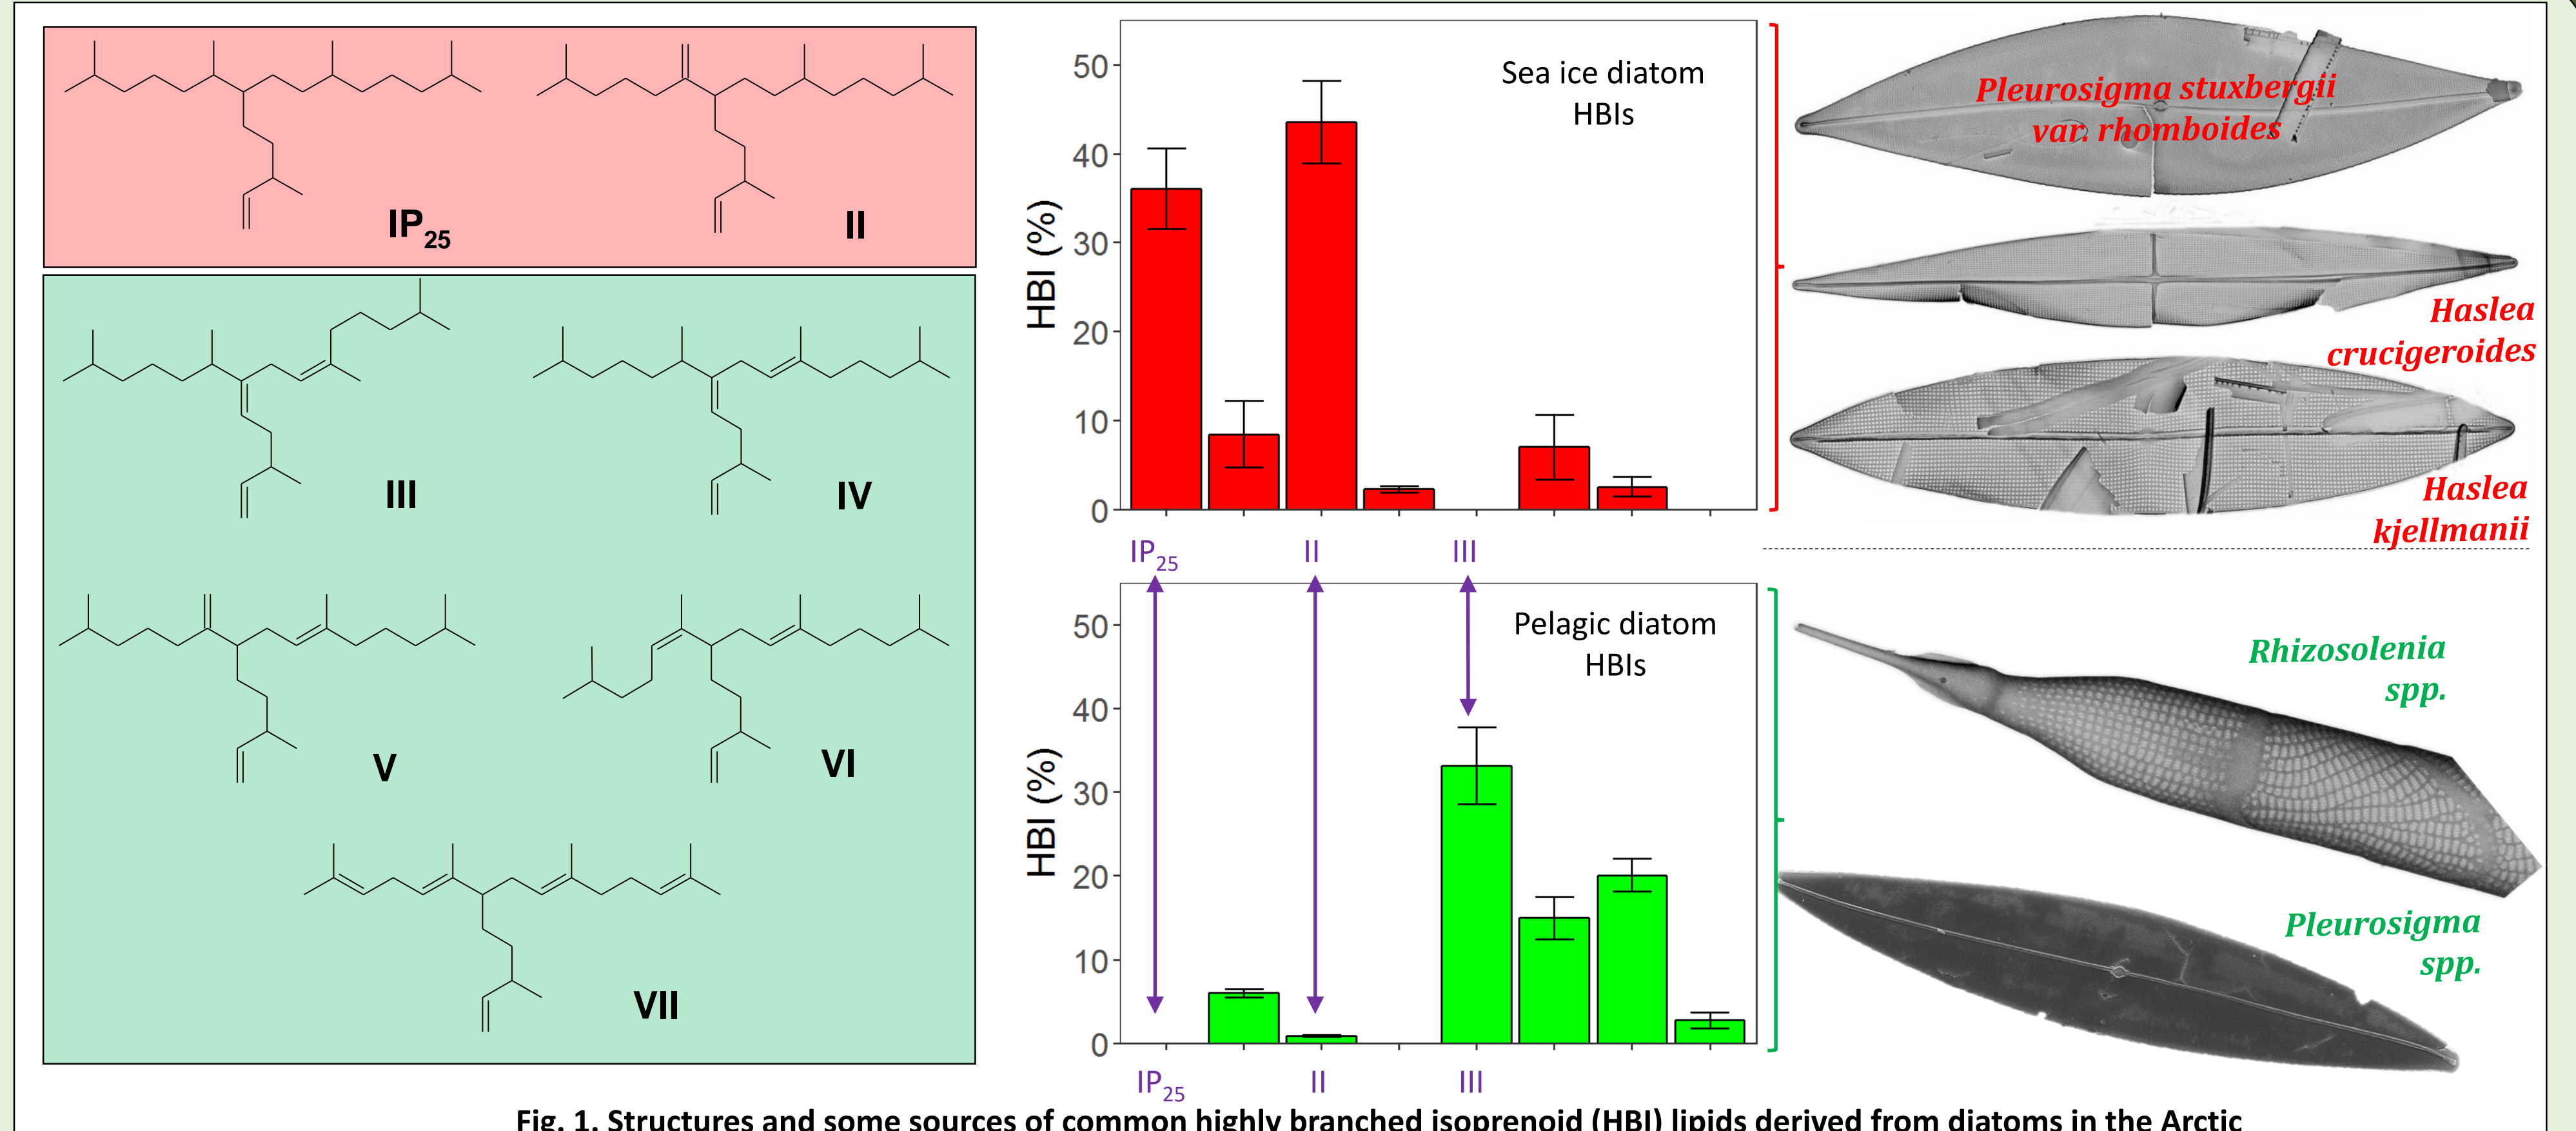 IP25
II
III
IV
V
VI
VII
HBI (%)
50
40
30
20
10
0
Sea ice diatom
HBIs
IP25
II
III
HBI (%)
50
40
30
20
10
0
Pelagic diatom
HBIs
IP25
II
III
Pleurosigma stuxbergii
var. rhomboides
Haslea
crucigeroides
Haslea
kjellmanii
Rhizosolenia
spp.
Pleurosigma
spp.
Fig. 1. Structures and some sources of common highly branched isoprenoid (HBI) lipids derived from diatoms in the Arctic